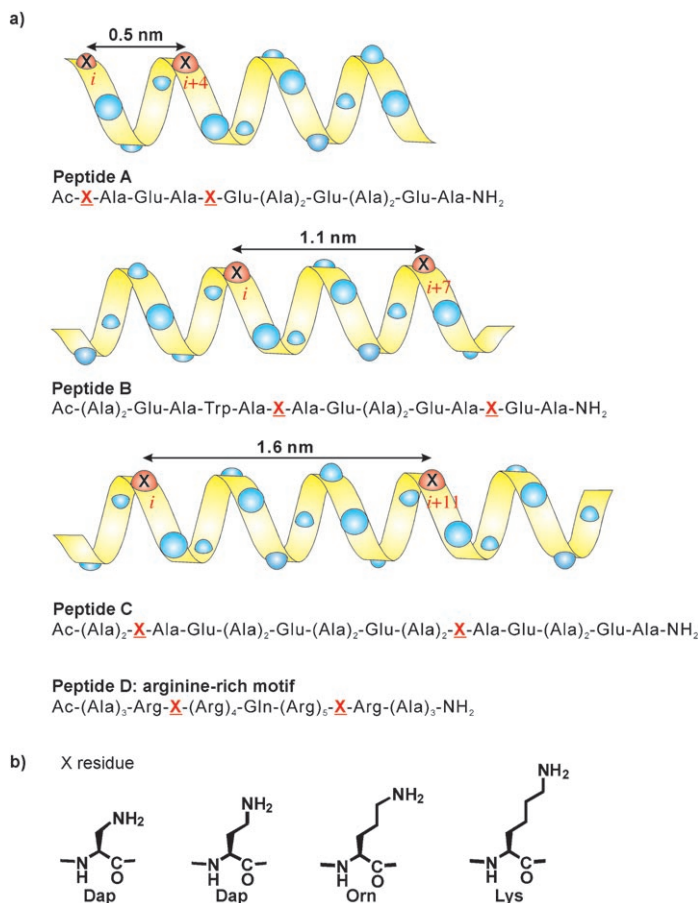 a)
0.5 nm
X X
i i+4
Peptide A
Ac-X-Ala-Glu-Ala-X-Glu-(Ala)2-Glu-(Ala)2-Glu-Ala-NH2
1.1 nm
X X
i i+7
Peptide B
Ac-(Ala)2-Glu-Ala-Trp-Ala-X-Ala-Glu-(Ala)2-Glu-Ala-X-Glu-Ala-NH2
1.6 nm
X X
i i+11
Peptide C
Ac-(Ala)2-X-Ala-Glu-(Ala)2-Glu-(Ala)2-Glu-(Ala)2-X-Ala-Glu-(Ala)2-Glu-Ala-NH2
Peptide D: arginine-rich motif
Ac-(Ala)3-Arg-X-(Arg)4-Gln-(Arg)5-X-Arg-(Ala)3-NH2
b) X residue
NH2 NH2 NH2 NH2
N H O N H O N H O N H O
Dap Dap Orn Lys